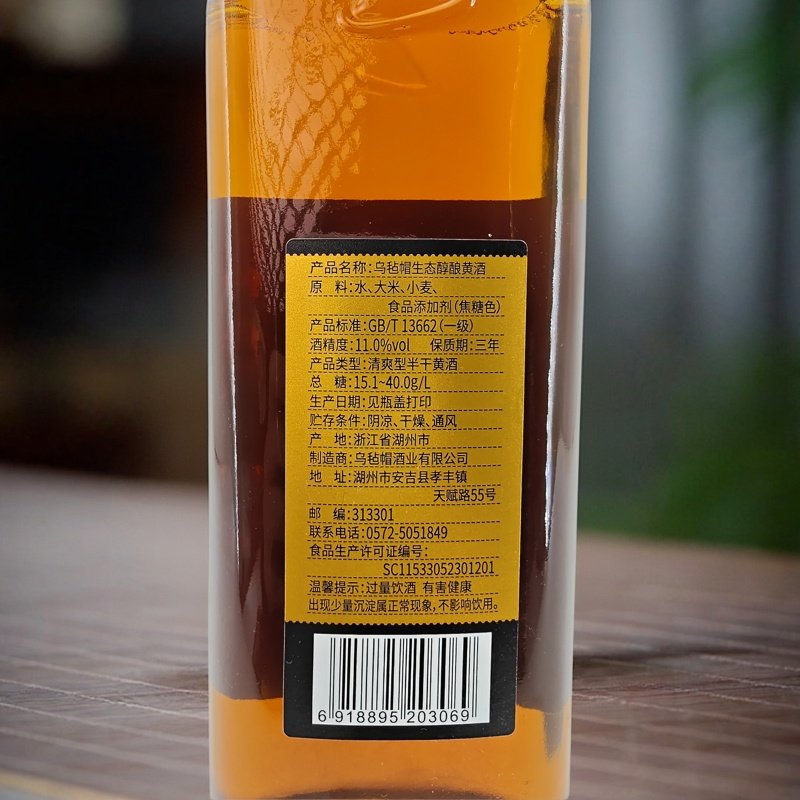 产品名称:乌毡帽生态醇酿黄酒
原 料:水、大米、小麦、
食品添加剂(焦糖色)
产品标准:GB/T 13662(一级)
酒精度:11.0%vol 保质期:三年
产品类型:清爽型半干黄酒
总 糖:15.1~40.0g/L
生产日期:见瓶盖打印
贮存条件:阴凉、干燥、通风
产 地:浙江省湖州市
制造商:乌毡帽酒业有限公司
地 址:湖州市安吉县孝丰镇
天赋路55号
邮 编:313301
联系电话:0572-5051849
食品生产许可证编号:
SC11533052301201
温馨提示:过量饮酒 有害健康
出现少量沉淀属正常现象,不影响饮用。
6 918895 203069